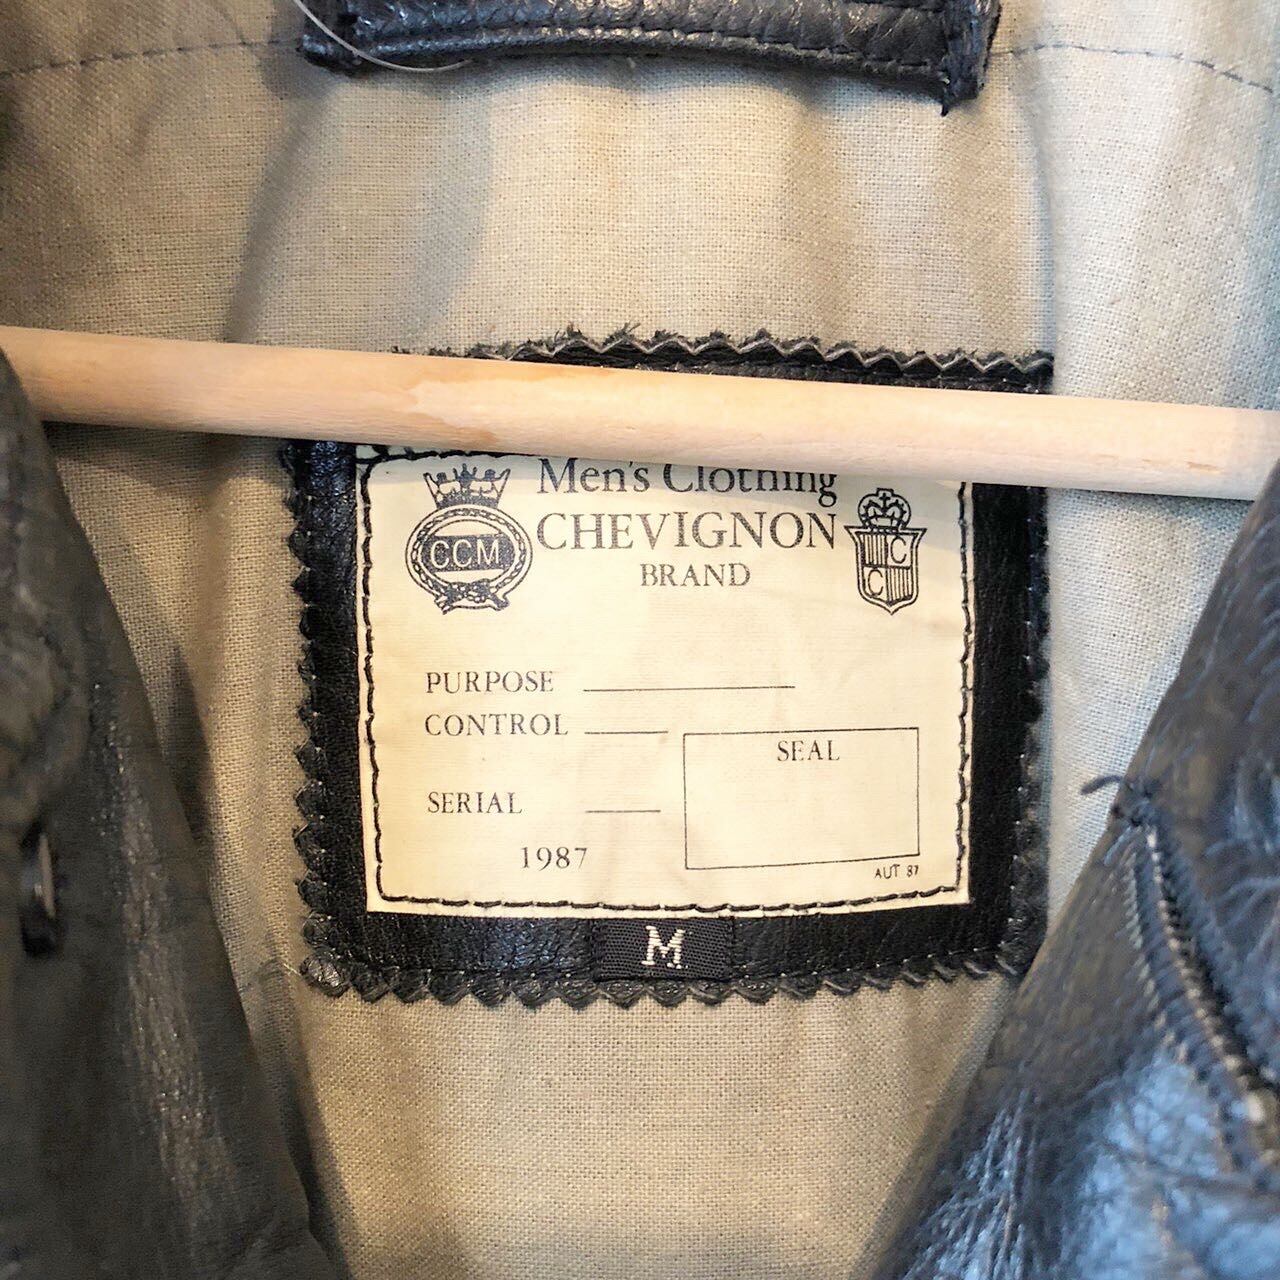 Men's Clothing
CHEVIGNON
BRAND
CCM
C
C
PURPOSE
CONTROL
SEAL
SERIAL
1987
AUT 87
M